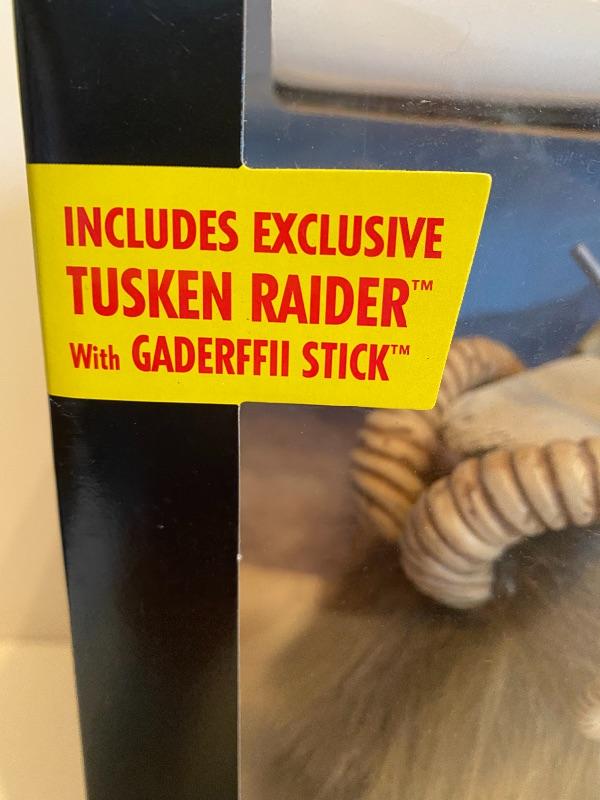 INCLUDES EXCLUSIVE
TUSKEN RAIDER™
With GADERFFII STICK™